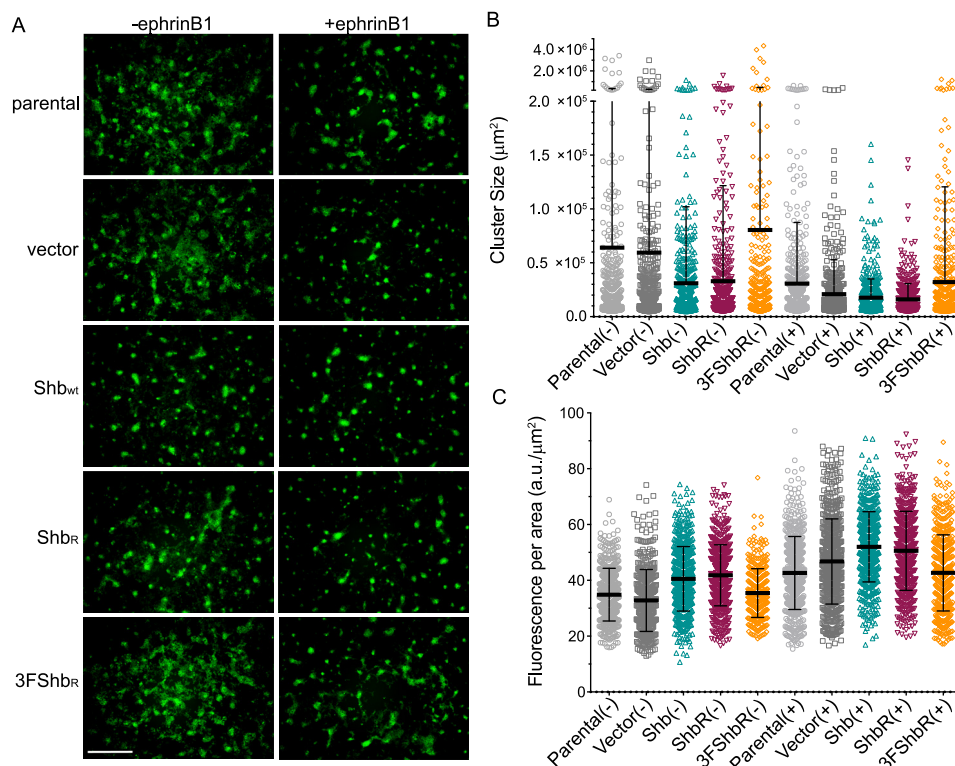 A
-ephrinB1
+ephrinB1
parental
vector
Shbwt
ShbR
3FShbR
B
Cluster Size (μm²)
4.0 x 10⁶
2.0 x 10⁶
2.0 x 10⁵
1.5 x 10⁵
1.0 x 10⁵
0.5 x 10⁵
0.0
Parental(-)
Vector(-)
Shb(-)
ShbR(-)
3FShbR(-)
Parental(+)
Vector(+)
Shb(+)
ShbR(+)
3FShbR(+)
C
Fluorescence per area (a.u./μm²)
100
80
60
40
20
0
Parental(-)
Vector(-)
Shb(-)
ShbR(-)
3FShbR(-)
Parental(+)
Vector(+)
Shb(+)
ShbR(+)
3FShbR(+)